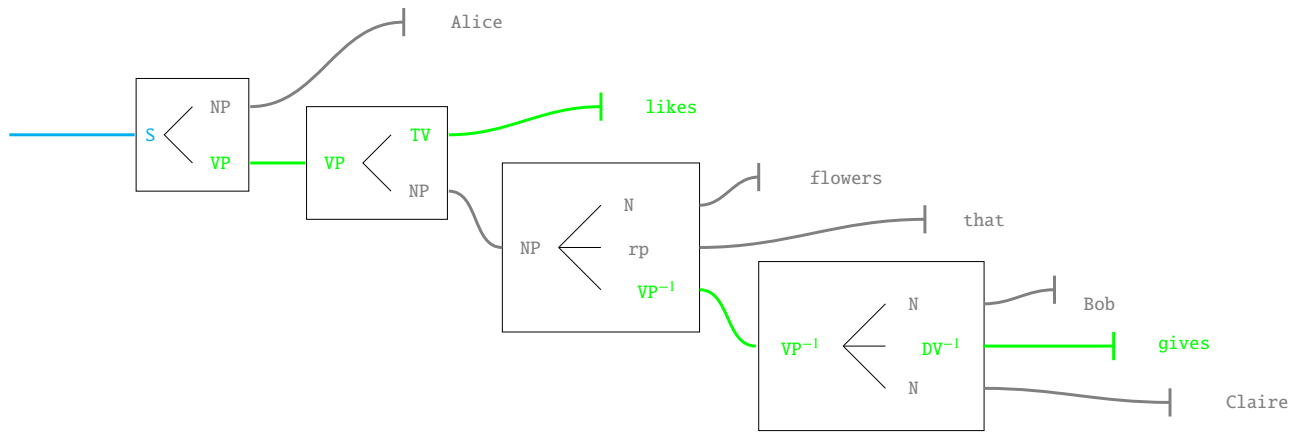 Alice
NP
S
VP
likes
TV
VP
NP
flowers
N
that
NP
rp
VP⁻¹
Bob
N
gives
VP⁻¹
DV⁻¹
N
Claire